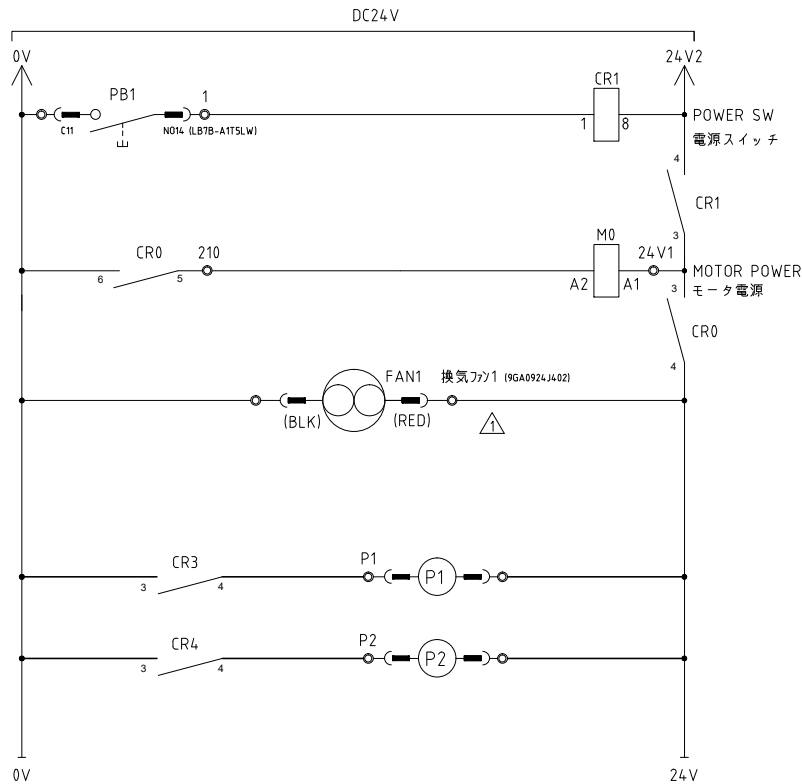 DC24V
0V
24V2
PB1
1
CR1
C11
NO14 (LB7B-A1T5LW)
1
8
POWER SW
電源スイッチ
4
CR1
3
CR0
210
M0
24V1
MOTOR POWER
モータ電源
6
5
A2
A1
3
CR0
4
FAN1
換気ファン1 (9GA0924J402)
(BLK)
(RED)
1
CR3
P1
P1
3
4
CR4
P2
P2
3
4
0V
24V